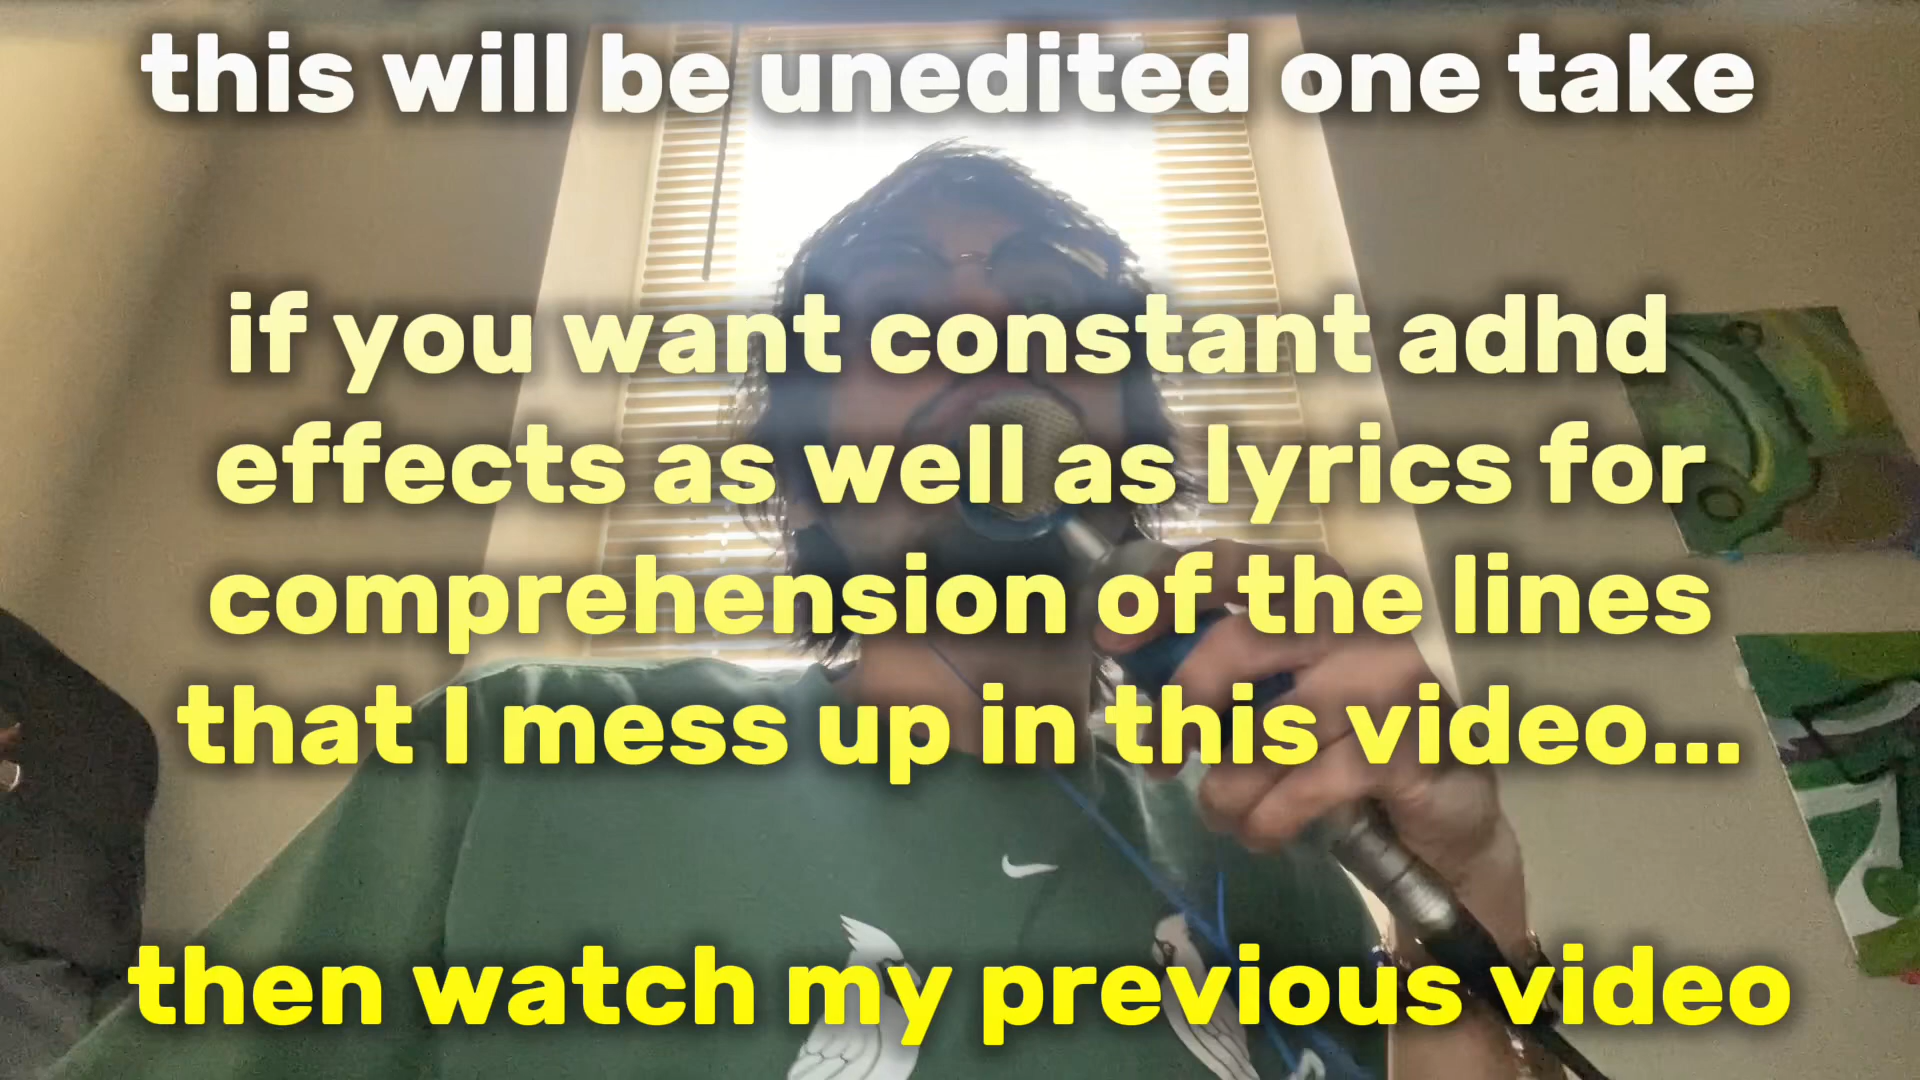 this will be unedited one take
if you want constant adhd
effects as well as lyrics for
comprehension of the lines
that I mess up in this video...
then watch my previous video